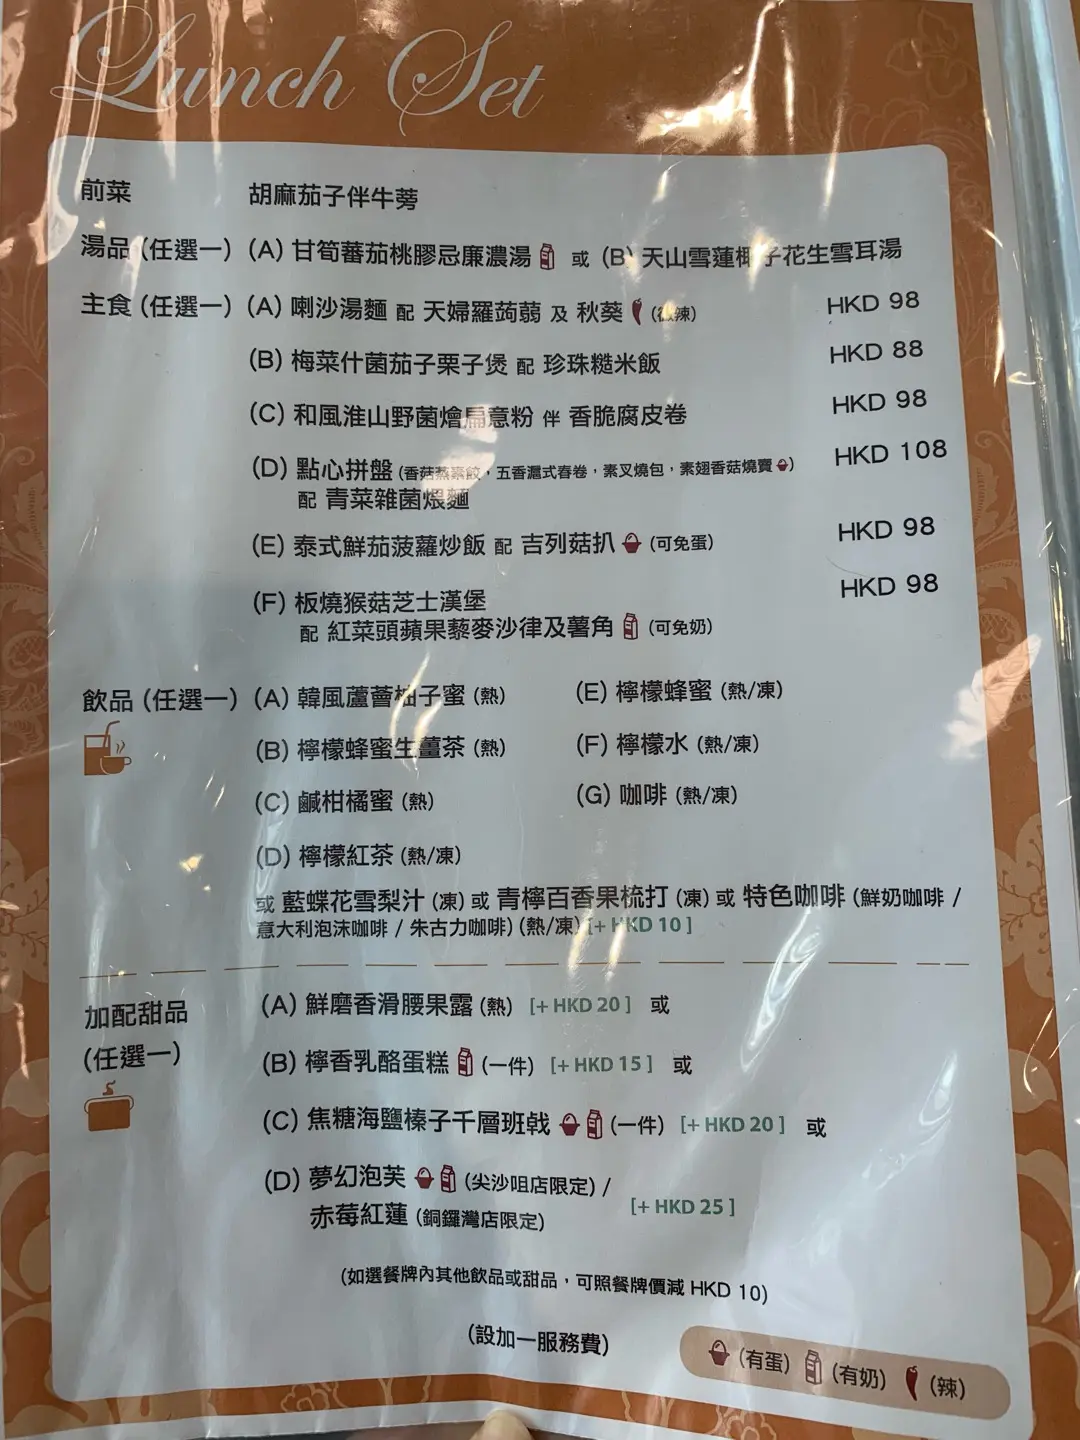 Lunch Set
前菜 胡麻茄子伴牛蒡
湯品 (任選一) (A) 甘筍蕃茄桃膠忌廉濃湯 或 (B) 天山雪蓮椰子花生雪耳湯
主食 (任選一) (A) 喇沙湯麵 配 天婦羅蒟蒻 及 秋葵 (微辣) HKD 98
(B) 梅菜什菌茄子栗子煲 配 珍珠糙米飯 HKD 88
(C) 和風淮山野菌燴扁意粉 伴 香脆腐皮卷 HKD 98
(D) 點心拼盤 (香菇蒸素餃，五香滬式春卷，素叉燒包，素翅香菇燒賣) HKD 108
配 青菜雜菌煨麵
(E) 泰式鮮茄菠蘿炒飯 配 吉列菇扒 (可免蛋) HKD 98
(F) 板燒猴菇芝士漢堡 HKD 98
配 紅菜頭蘋果藜麥沙律及薯角 (可免奶)
飲品 (任選一) (A) 韓風蘆薈柚子蜜 (熱) (E) 檸檬蜂蜜 (熱/凍)
(B) 檸檬蜂蜜生薑茶 (熱) (F) 檸檬水 (熱/凍)
(C) 鹹柑橘蜜 (熱) (G) 咖啡 (熱/凍)
(D) 檸檬紅茶 (熱/凍)
或 藍蝶花雪梨汁 (凍) 或 青檸百香果梳打 (凍) 或 特色咖啡 (鮮奶咖啡 /
意大利泡沫咖啡 / 朱古力咖啡) (熱/凍) [+ HKD 10 ]
加配甜品 (A) 鮮磨香滑腰果露 (熱) [+ HKD 20 ] 或
(任選一) (B) 檸香乳酪蛋糕 (一件) [+ HKD 15 ] 或
(C) 焦糖海鹽榛子千層班戟 (一件) [+ HKD 20 ] 或
(D) 夢幻泡芙 (尖沙咀店限定) /
赤莓紅蓮 (銅鑼灣店限定) [+ HKD 25 ]
(如選餐牌內其他飲品或甜品，可照餐牌價減 HKD 10)
(設加一服務費)
(有蛋) (有奶) (辣)